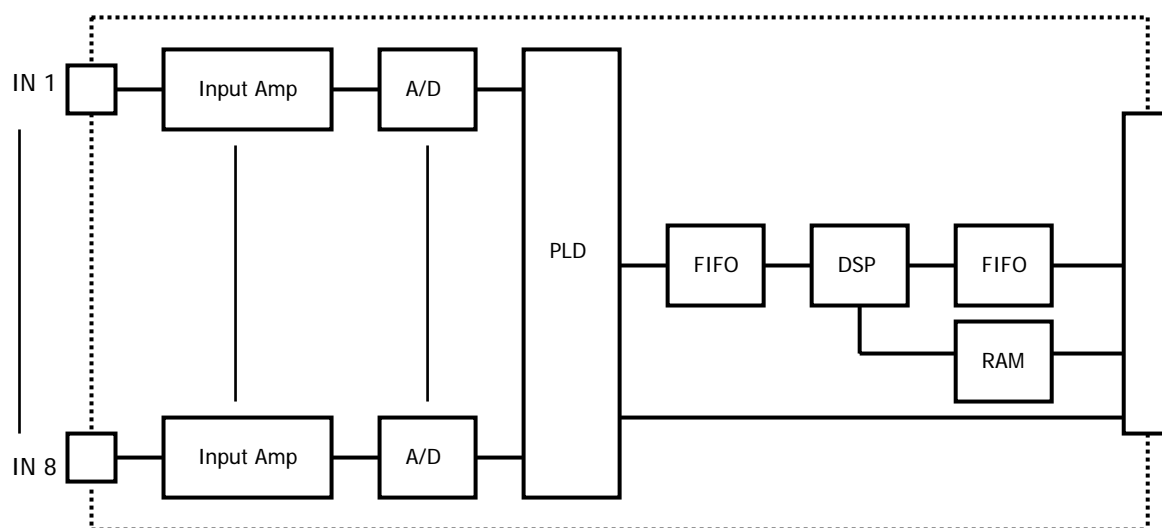 IN 1
Input Amp
A/D
PLD
FIFO
DSP
FIFO
RAM
IN 8
Input Amp
A/D